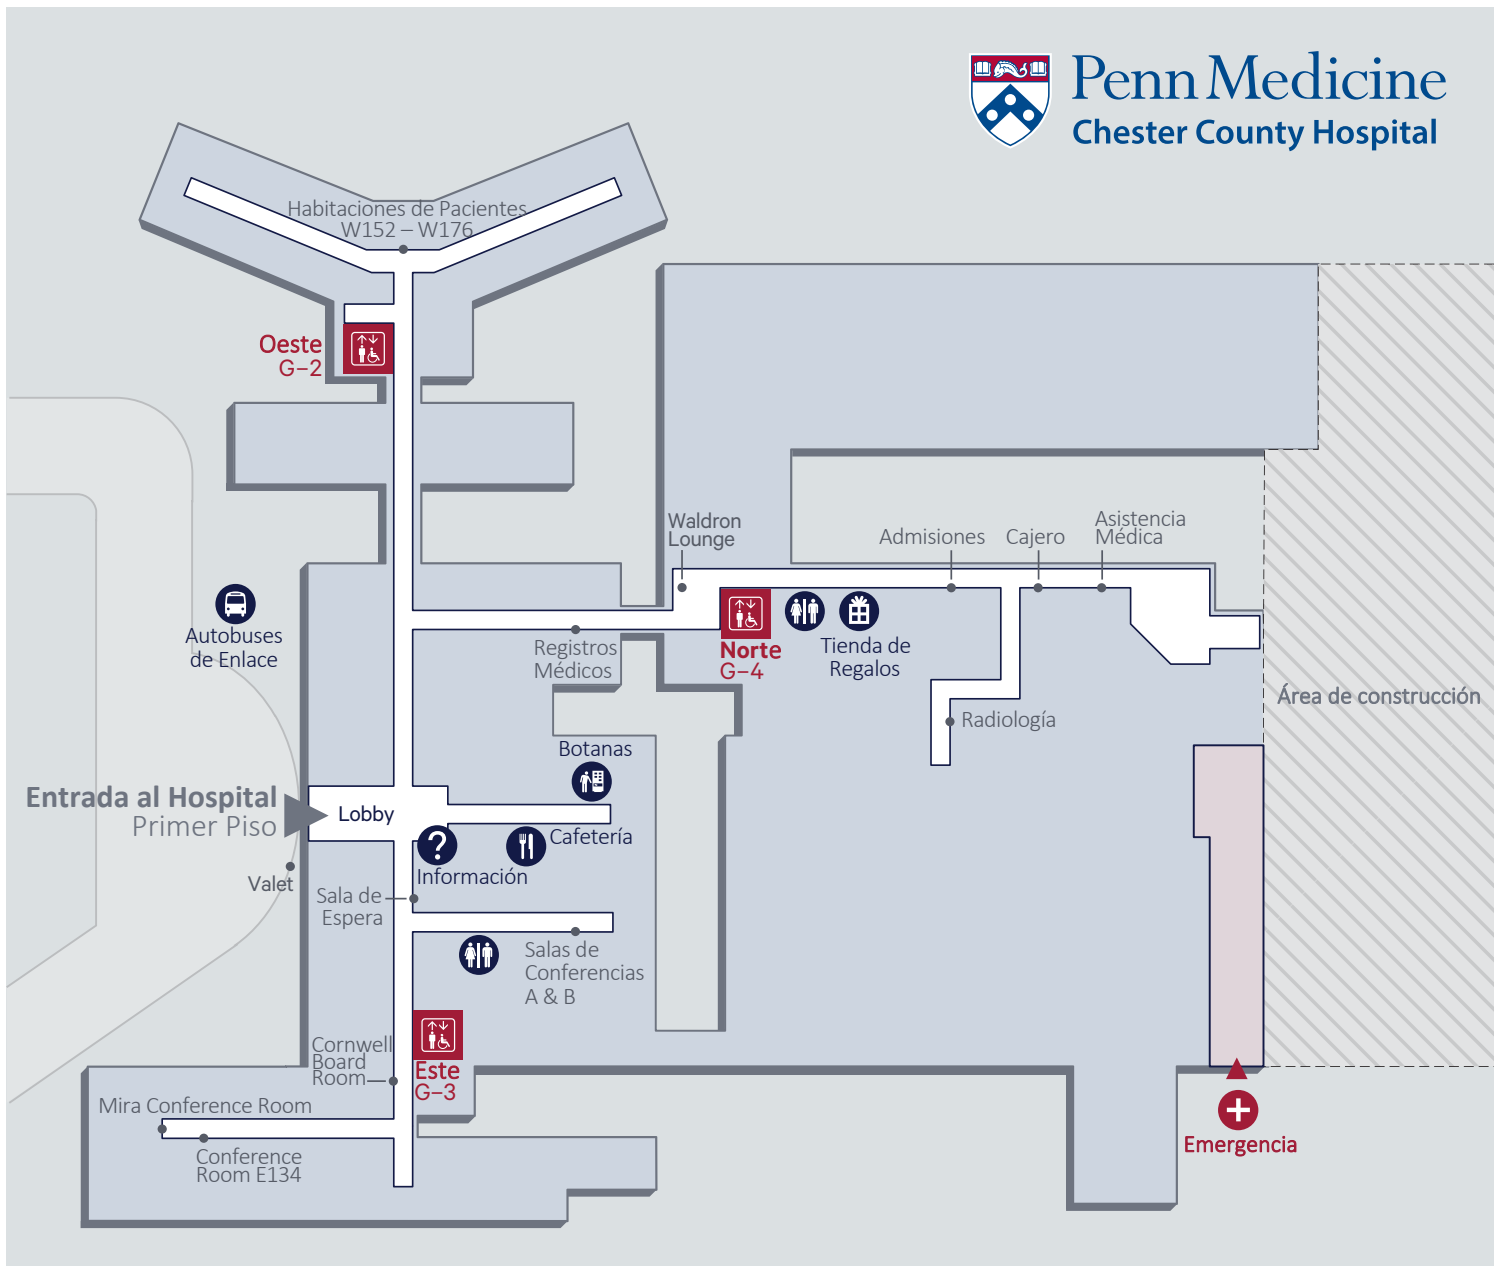 Penn Medicine
Chester County Hospital
Habitaciones de Pacientes
W152 – W176
Oeste
G–2
Waldron
Lounge
Admisiones
Cajero
Asistencia
Médica
Autobuses
de Enlace
Registros
Médicos
Norte
G–4
Tienda de
Regalos
Radiología
Área de construcción
Botanas
Entrada al Hospital
Primer Piso
Lobby
?
Cafetería
Información
Valet
Sala de
Espera
Salas de
Conferencias
A & B
Cornwell
Board
Room
Este
G–3
Mira Conference Room
Conference
Room E134
Emergencia